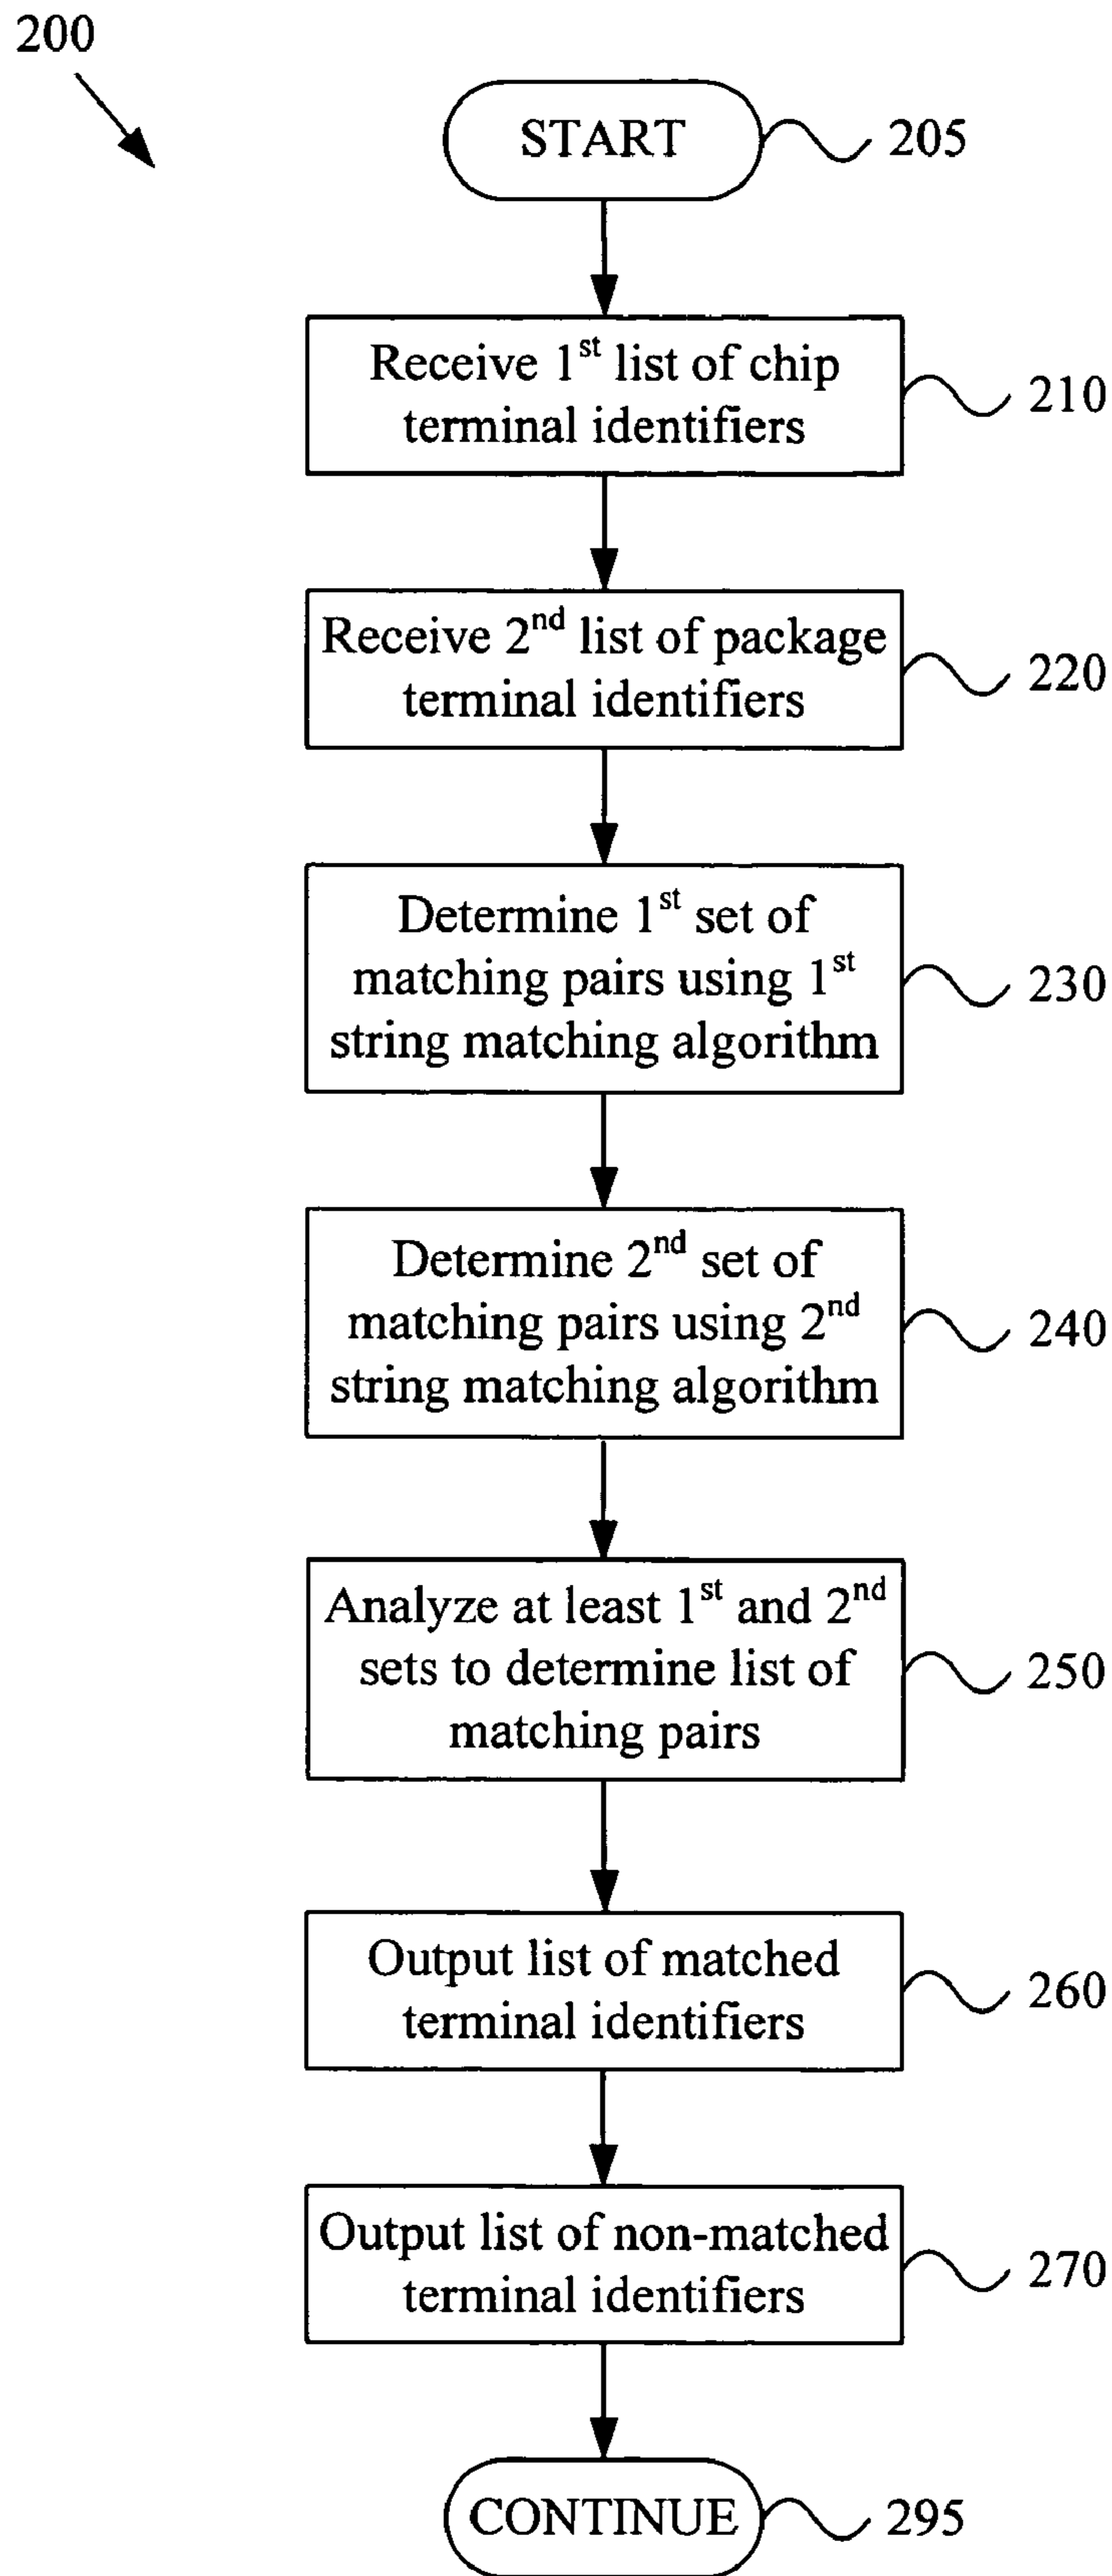 200
START
205
Receive 1st list of chip
terminal identifiers
210
Receive 2nd list of package
terminal identifiers
220
Determine 1st set of
matching pairs using 1st
string matching algorithm
230
Determine 2nd set of
matching pairs using 2nd
string matching algorithm
240
Analyze at least 1st and 2nd
sets to determine list of
matching pairs
250
Output list of matched
terminal identifiers
260
Output list of non-matched
terminal identifiers
270
CONTINUE
295